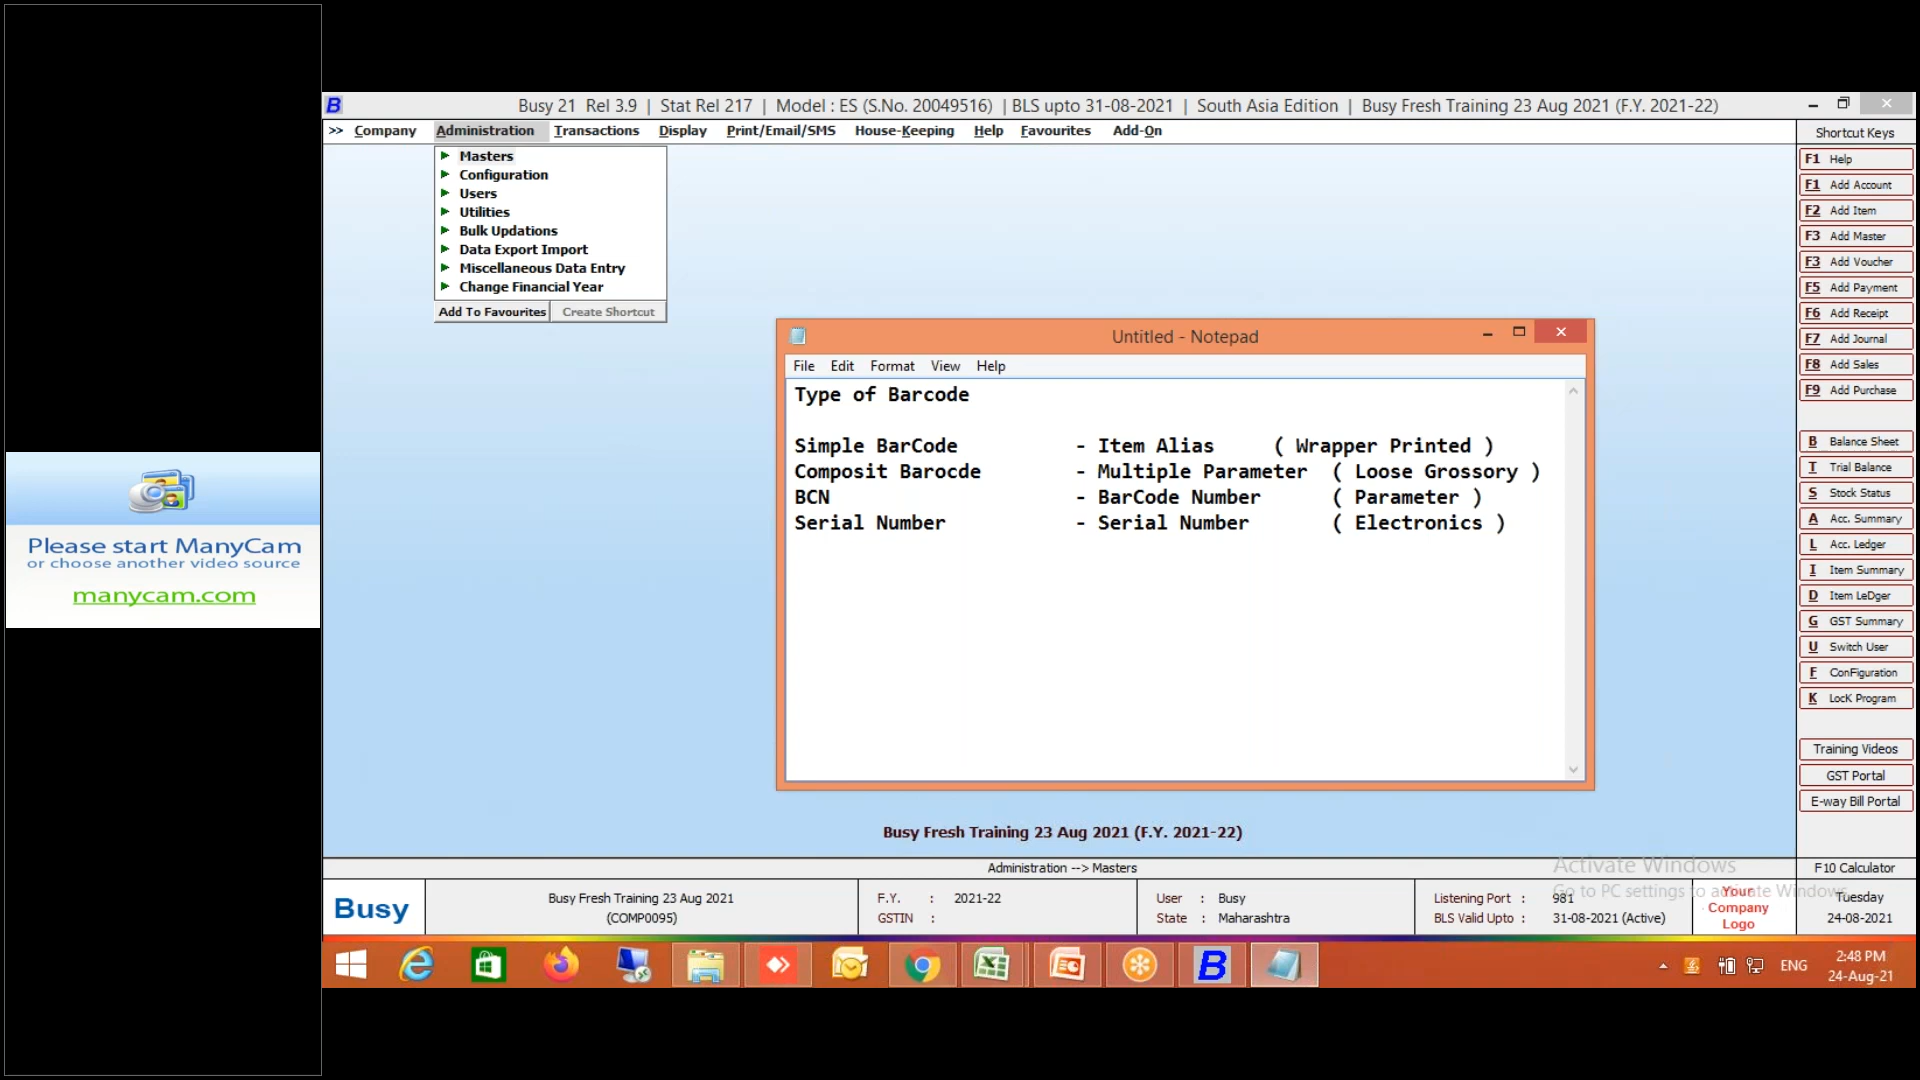 Please start ManyCam
or choose another video source
manycam.com
B Busy 21 Rel 3.9 | Stat Rel 217 | Model : ES (S.No. 20049516) | BLS upto 31-08-2021 | South Asia Edition | Busy Fresh Training 23 Aug 2021 (F.Y. 2021-22)
>> Company Administration Transactions Display Print/Email/SMS House-Keeping Help Favourites Add-On
Masters
Configuration
Users
Utilities
Bulk Updations
Data Export Import
Miscellaneous Data Entry
Change Financial Year
Add To Favourites Create Shortcut
Untitled - Notepad
File Edit Format View Help
Type of Barcode
Simple BarCode - Item Alias ( Wrapper Printed )
Composit Barocde - Multiple Parameter ( Loose Grossory )
BCN - BarCode Number ( Parameter )
Serial Number - Serial Number ( Electronics )
Shortcut Keys
F1 Help
F1 Add Account
F2 Add Item
F3 Add Master
F3 Add Voucher
F5 Add Payment
F6 Add Receipt
F7 Add Journal
F8 Add Sales
F9 Add Purchase
B Balance Sheet
T Trial Balance
S Stock Status
A Acc. Summary
L Acc. Ledger
I Item Summary
D Item LeDger
G GST Summary
U Switch User
F ConFiguration
K LocK Program
Training Videos
GST Portal
E-way Bill Portal
Busy Fresh Training 23 Aug 2021 (F.Y. 2021-22)
Administration --> Masters
F10 Calculator
Activate Windows
Go to PC settings to activate Windows.
Busy
Busy Fresh Training 23 Aug 2021
(COMP0095)
F.Y. : 2021-22
GSTIN :
User : Busy
State : Maharashtra
Listening Port : 981
BLS Valid Upto : 31-08-2021 (Active)
Your
Company
Logo
Tuesday
24-08-2021
ENG
2:48 PM
24-Aug-21